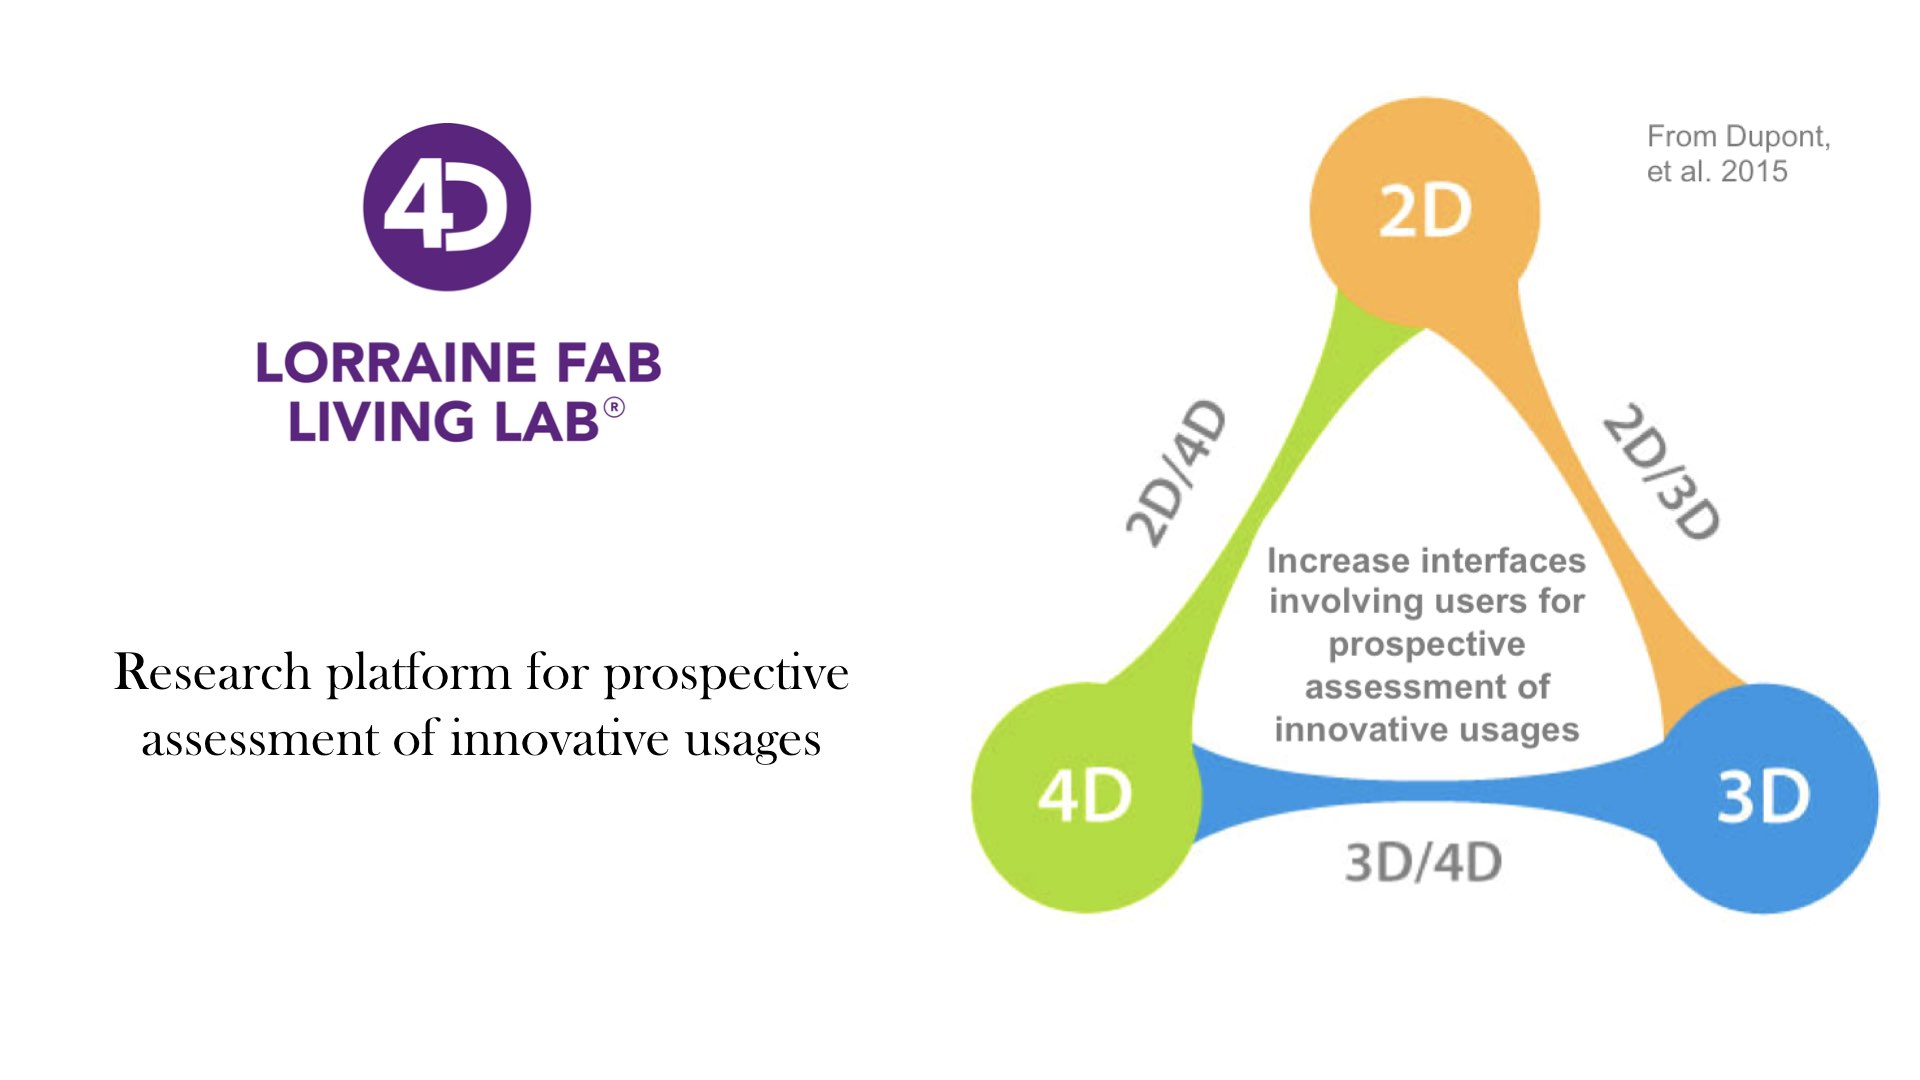 4D
LORRAINE FAB
LIVING LAB®
Research platform for prospective
assessment of innovative usages
From Dupont,
et al. 2015
2D
2D/4D
2D/3D
Increase interfaces
involving users for
prospective
assessment of
innovative usages
4D
3D
3D/4D